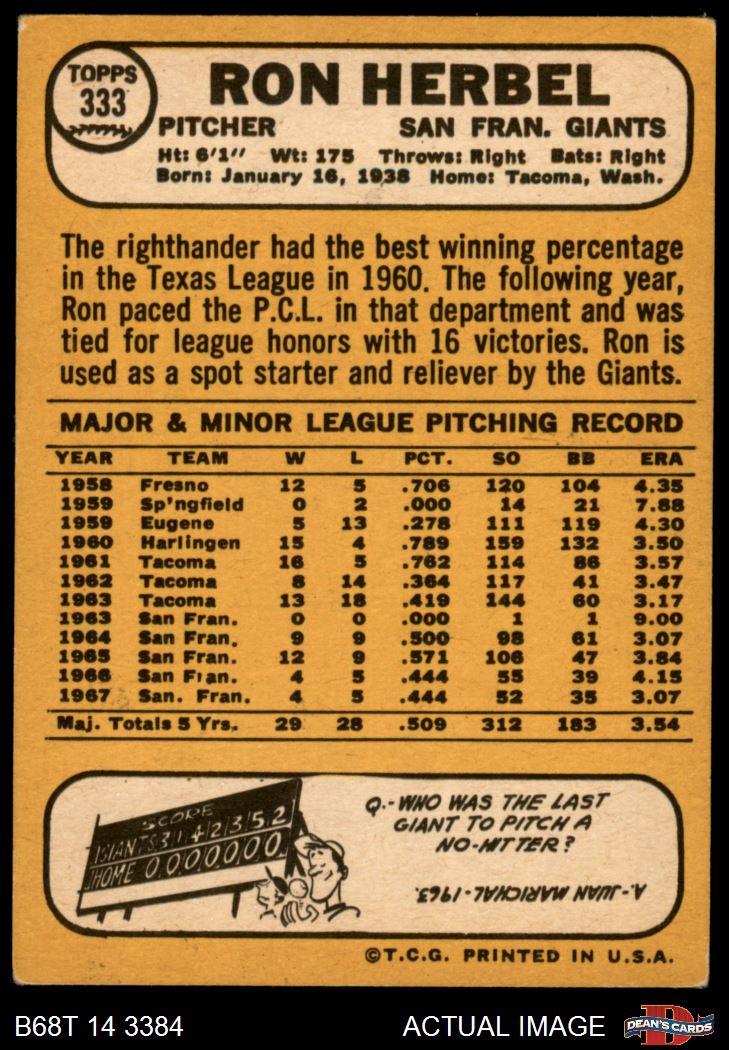 TOPPS
333
RON HERBEL
PITCHER SAN FRAN. GIANTS
Ht: 6'1" Wt: 175 Throws: Right Bats: Right
Born: January 16, 1938 Home: Tacoma, Wash.
The righthander had the best winning percentage
in the Texas League in 1960. The following year,
Ron paced the P.C.L. in that department and was
tied for league honors with 16 victories. Ron is
used as a spot starter and reliever by the Giants.
MAJOR & MINOR LEAGUE PITCHING RECORD
YEAR TEAM W L PCT. SO BB ERA
1958 Fresno 12 5 .706 120 104 4.35
1959 Sp'ngfield 0 2 .000 14 21 7.88
1959 Eugene 5 13 .278 111 119 4.30
1960 Harlingen 15 4 .789 159 132 3.50
1961 Tacoma 16 5 .762 114 86 3.57
1962 Tacoma 8 14 .364 117 41 3.47
1963 Tacoma 13 18 .419 144 60 3.17
1963 San Fran. 0 0 .000 1 1 9.00
1964 San Fran. 9 9 .500 98 61 3.07
1965 San Fran. 12 9 .571 106 47 3.84
1966 San Fran. 4 5 .444 55 39 4.15
1967 San. Fran. 4 5 .444 52 35 3.07
Maj. Totals 5 Yrs. 29 28 .509 312 183 3.54
SCORE
GIANTS 3 1 4 2 3 5 2
HOME 0 0 0 0 0 0 0
Q.-WHO WAS THE LAST
GIANT TO PITCH A
NO-HITTER?
A-JUAN MARICHAL-1963.
©T.C.G. PRINTED IN U.S.A.
B68T 14 3384 ACTUAL IMAGE
DEAN'S CARDS